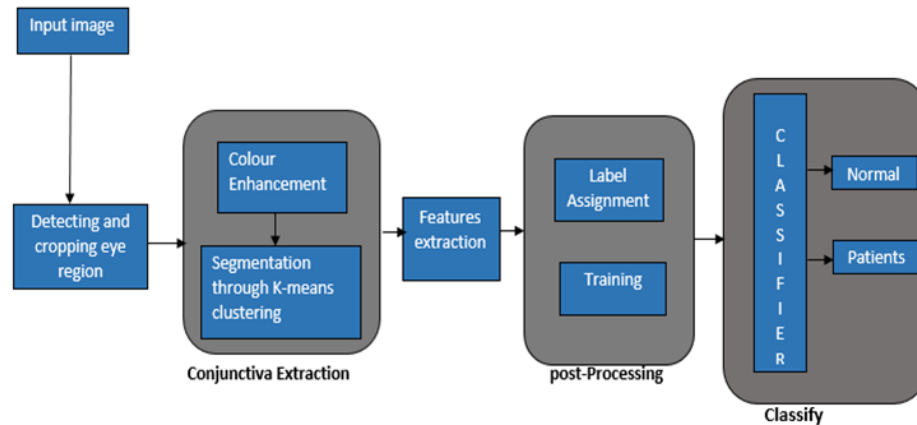 Input image
Detecting and
cropping eye
region
Colour
Enhancement
Segmentation
through K-means
clustering
Conjunctiva Extraction
Features
extraction
Label
Assignment
Training
post-Processing
C
L
A
S
S
I
F
I
E
R
Normal
Patients
Classify